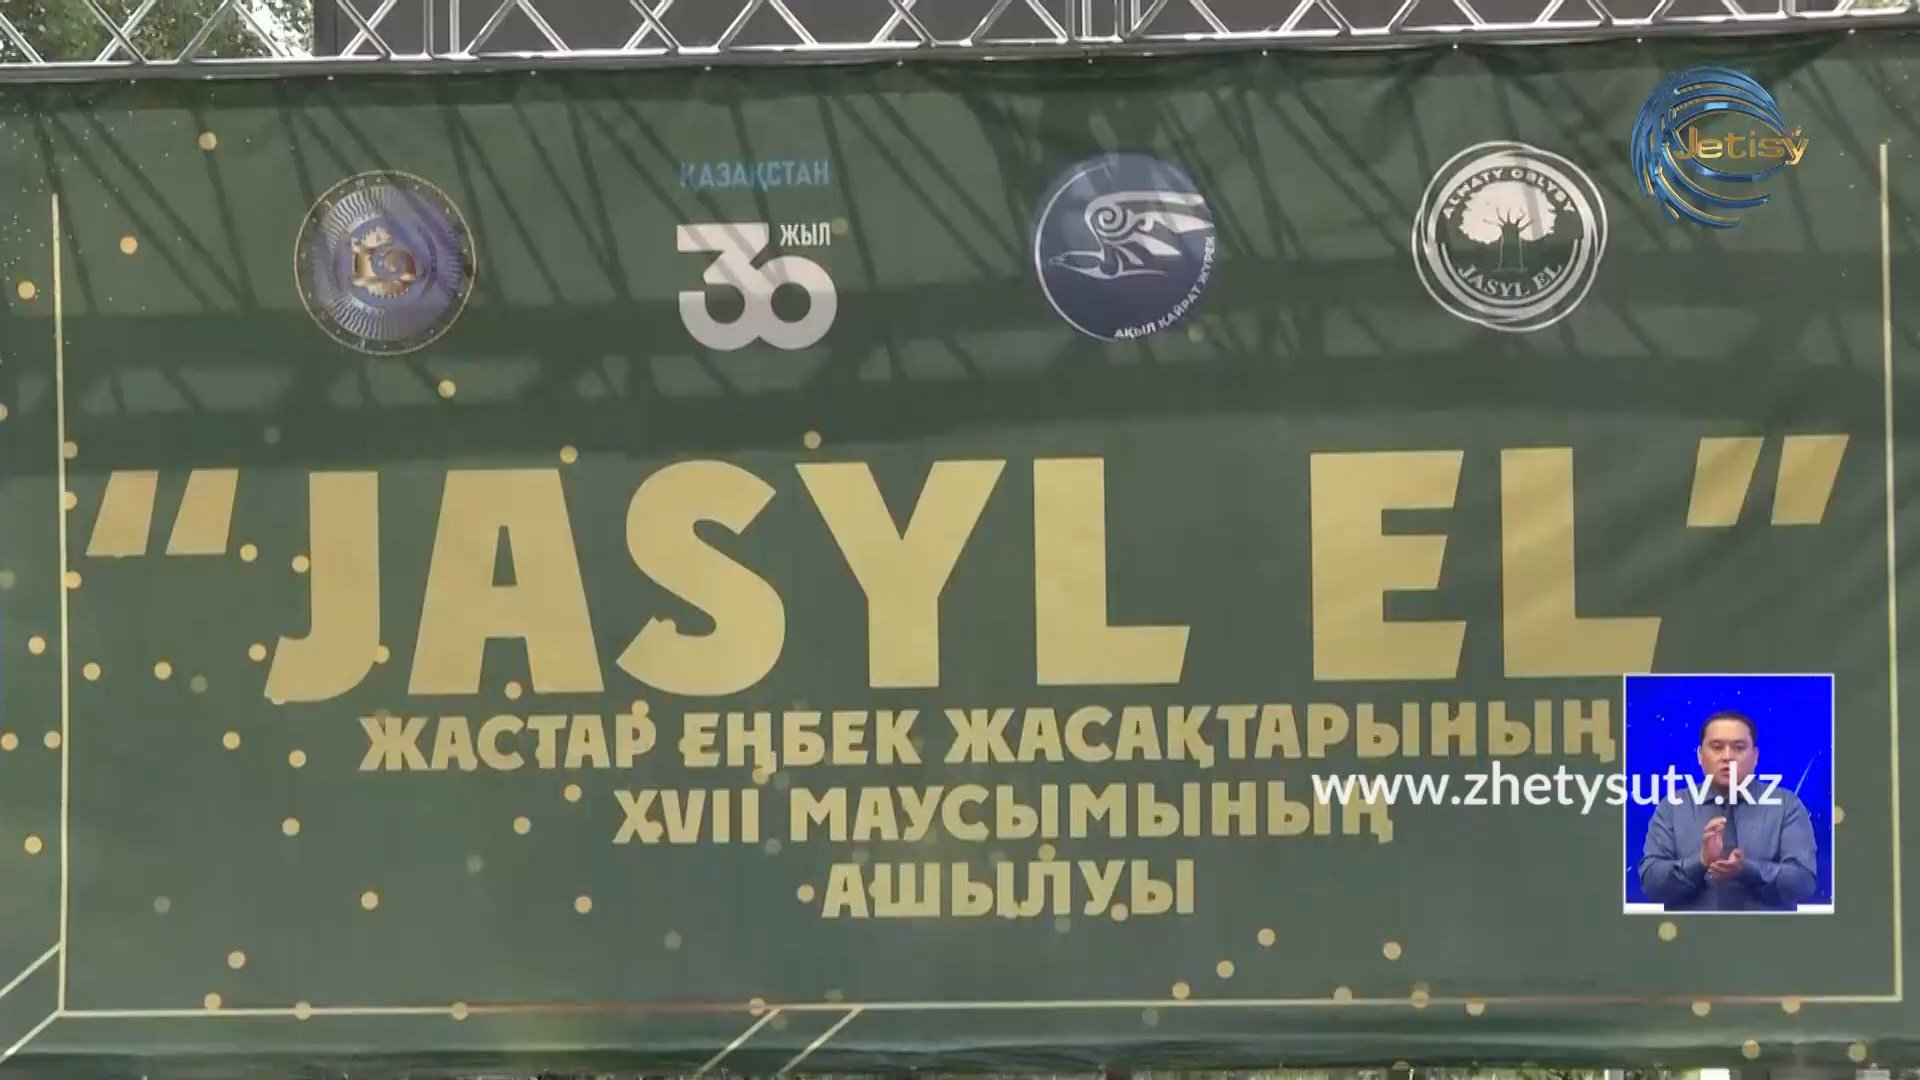 Jetisý
ҚАЗАҚСТАН
30 ЖЫЛ
АҚЫЛ ҚАЙРАТ ЖҮРЕК
ALMATY OBLYSY
JASYL EL
“JASYL EL”
ЖАСТАР ЕҢБЕК ЖАСАҚТАРЫНЫҢ
XVII МАУСЫМЫНЫҢ
АШЫЛУЫ
www.zhetysutv.kz